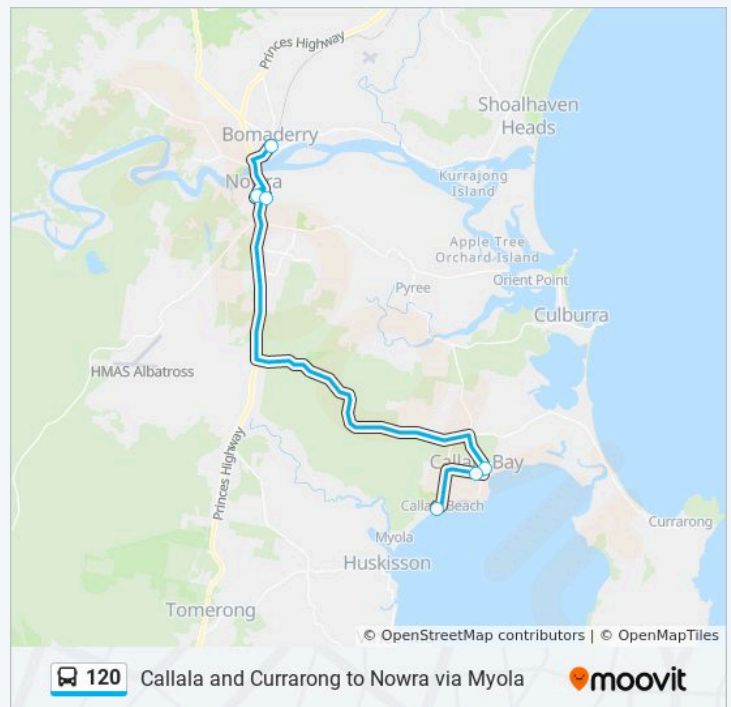 Princes Highway
Shoalhaven
Heads
Bomaderry
Kurrajong
Island
Nowra
Apple Tree
Orchard Island
Orient Point
Pyree
Culburra
HMAS Albatross
Princes Highway
Callala Bay
Callala Beach
Currarong
Myola
Huskisson
Tomerong
© OpenStreetMap contributors | © OpenMapTiles
120 Callala and Currarong to Nowra via Myola
moovit